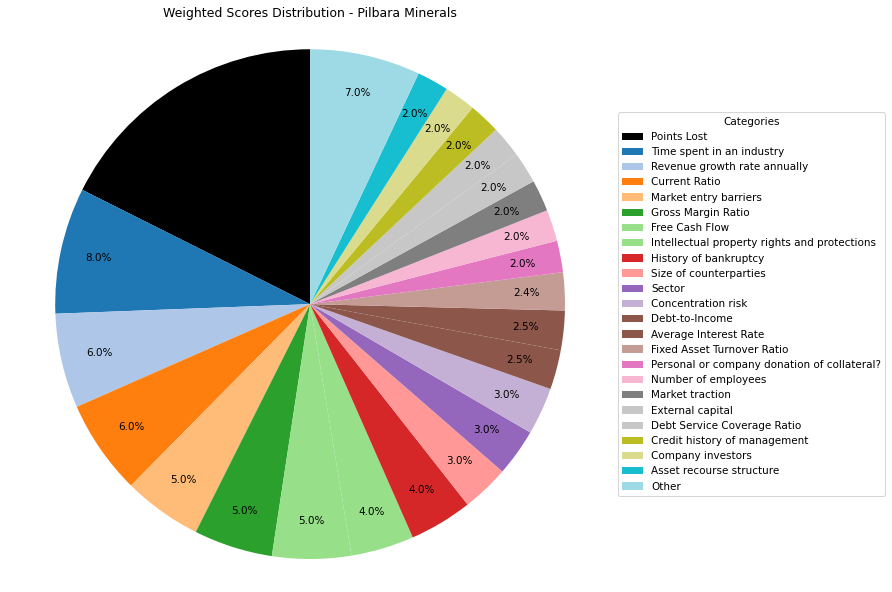 Weighted Scores Distribution - Pilbara Minerals
7.0%
2.0%
2.0%
2.0%
2.0%
2.0%
2.0%
2.0%
2.0%
2.4%
2.5%
2.5%
3.0%
3.0%
3.0%
4.0%
4.0%
5.0%
5.0%
5.0%
6.0%
6.0%
8.0%
Categories
Points Lost
Time spent in an industry
Revenue growth rate annually
Current Ratio
Market entry barriers
Gross Margin Ratio
Free Cash Flow
Intellectual property rights and protections
History of bankruptcy
Size of counterparties
Sector
Concentration risk
Debt-to-Income
Average Interest Rate
Fixed Asset Turnover Ratio
Personal or company donation of collateral?
Number of employees
Market traction
External capital
Debt Service Coverage Ratio
Credit history of management
Company investors
Asset recourse structure
Other